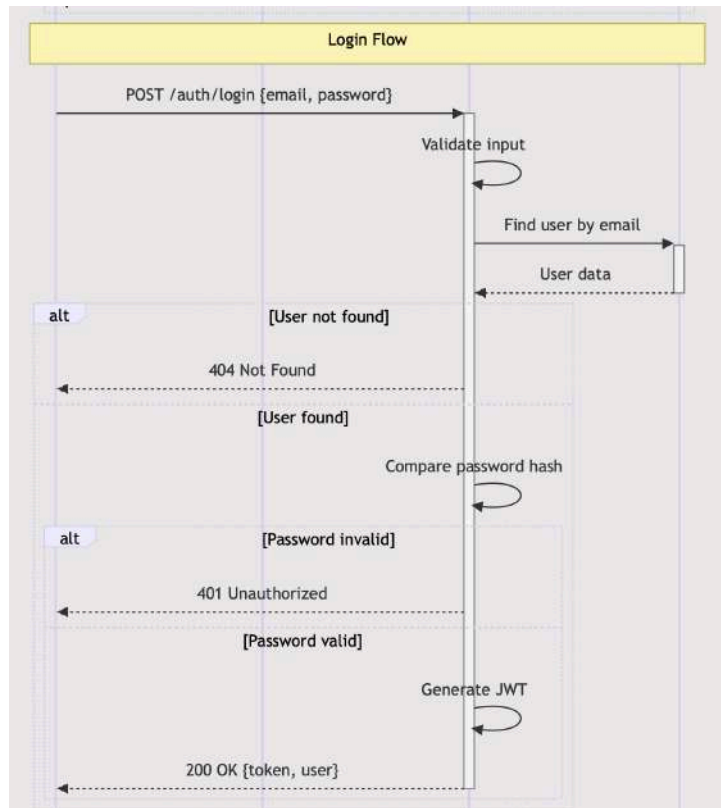 Login Flow
POST /auth/login {email, password}
Validate input
Find user by email
User data
alt
[User not found]
404 Not Found
[User found]
Compare password hash
alt
[Password invalid]
401 Unauthorized
[Password valid]
Generate JWT
200 OK {token, user}